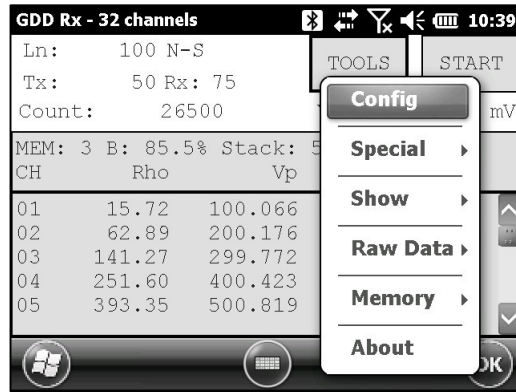 GDD Rx - 32 channels 10:39
Ln: 100 N-S TOOLS START
Tx: 50 Rx: 75
Count: 26500 mV
MEM: 3 B: 85.5% Stack: 5
CH Rho Vp
01 15.72 100.066
02 62.89 200.176
03 141.27 299.772
04 251.60 400.423
05 393.35 500.819
Config
Special
Show
Raw Data
Memory
About